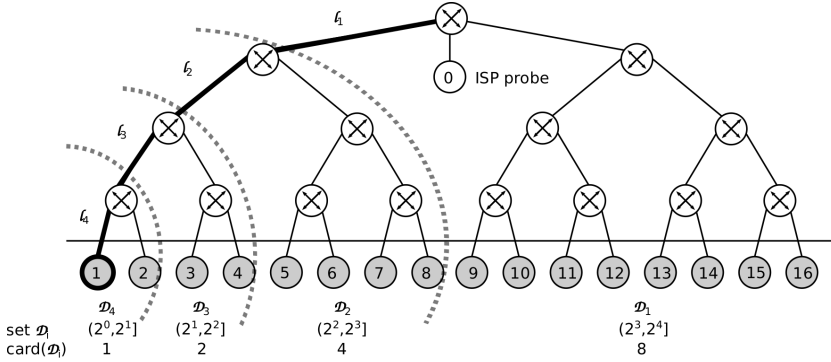 ℓ₁
ℓ₂
0 ISP probe
ℓ₃
ℓ₄
1 2 3 4 5 6 7 8 9 10 11 12 13 14 15 16
𝒟₄ 𝒟₃ 𝒟₂ 𝒟₁
set 𝒟ᵢ (2⁰,2¹] (2¹,2²] (2²,2³] (2³,2⁴]
card(𝒟ᵢ) 1 2 4 8